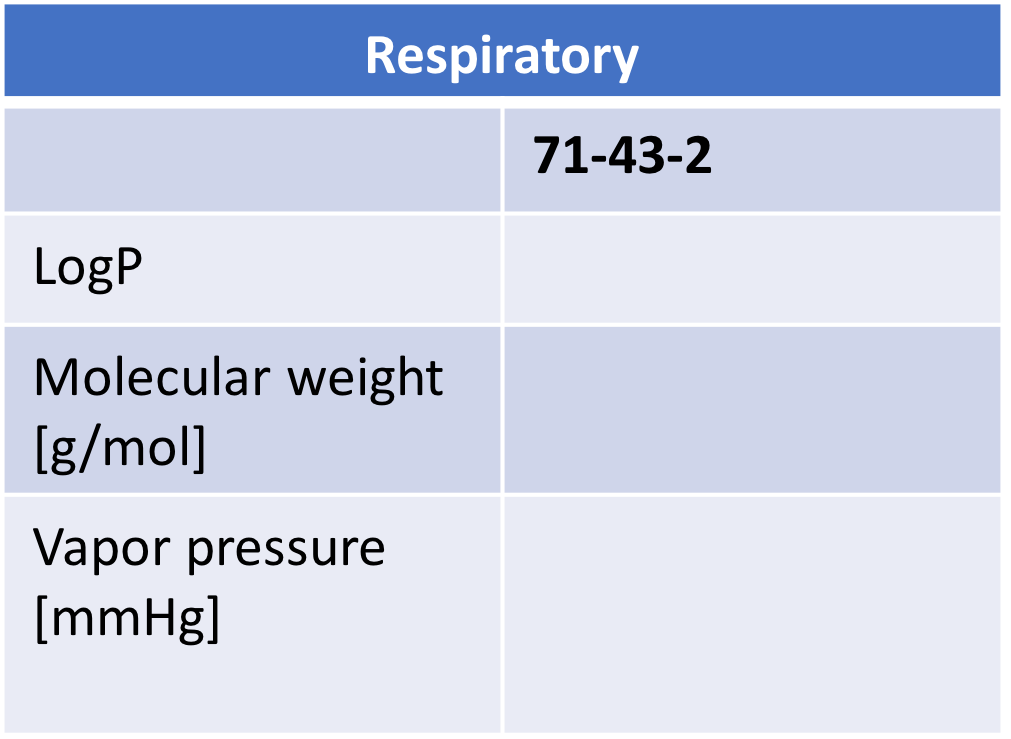 Respiratory
71-43-2
LogP
Molecular weight
[g/mol]
Vapor pressure
[mmHg]